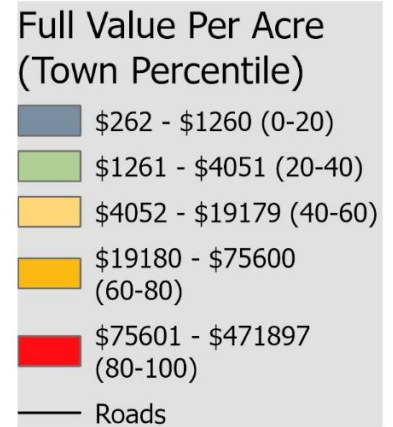 Full Value Per Acre
(Town Percentile)
$262 - $1260 (0-20)
$1261 - $4051 (20-40)
$4052 - $19179 (40-60)
$19180 - $75600
(60-80)
$75601 - $471897
(80-100)
Roads